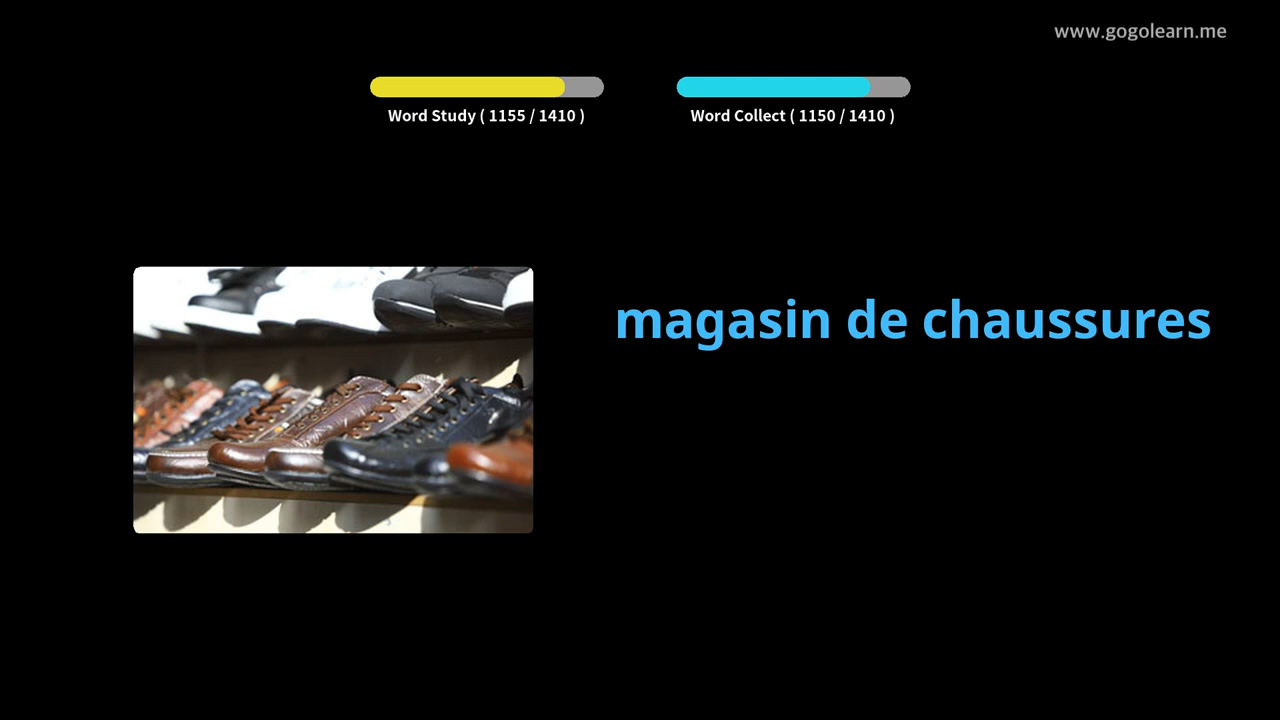 www.gogolearn.me
Word Study ( 1155 / 1410 )
Word Collect ( 1150 / 1410 )
magasin de chaussures